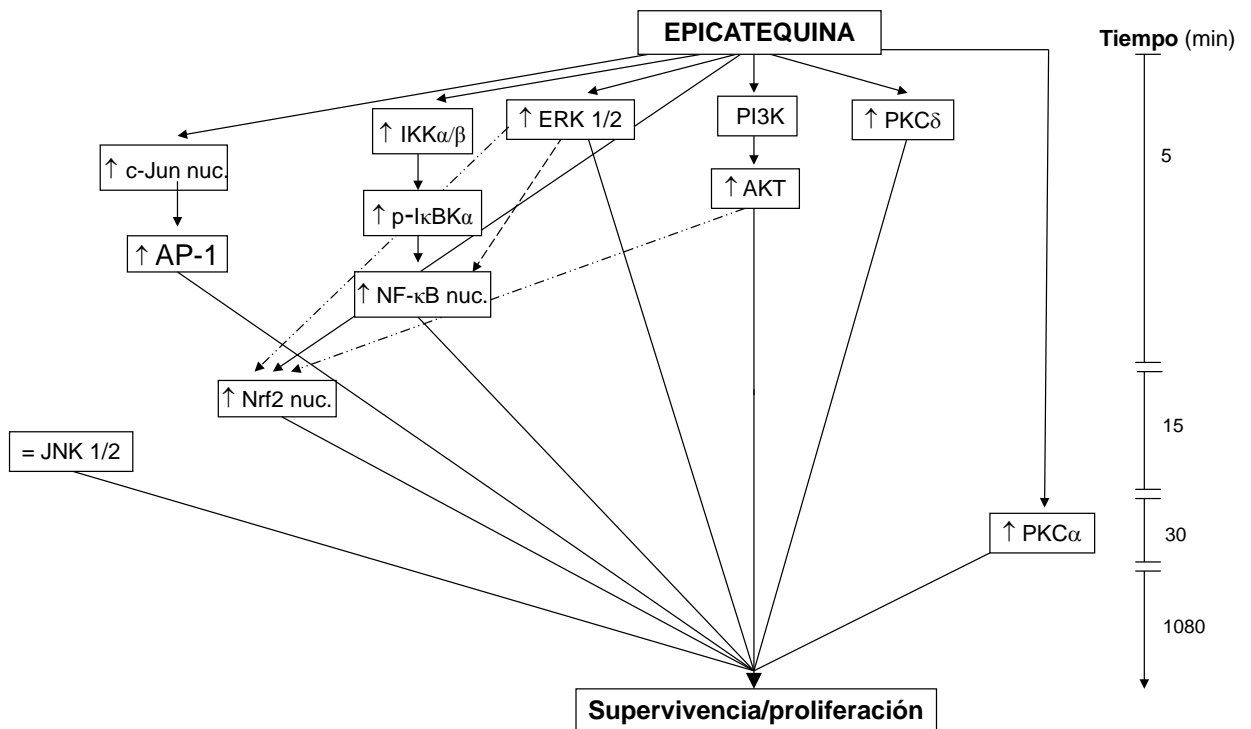 EPICATEQUINA
Tiempo (min)
↑ IKKα/β
↑ ERK 1/2
PI3K
↑ PKCδ
↑ c-Jun nuc.
5
↑ AKT
↑ p-IκBKα
↑ AP-1
↑ NF-κB nuc.
↑ Nrf2 nuc.
15
= JNK 1/2
↑ PKCα
30
1080
Supervivencia/proliferación